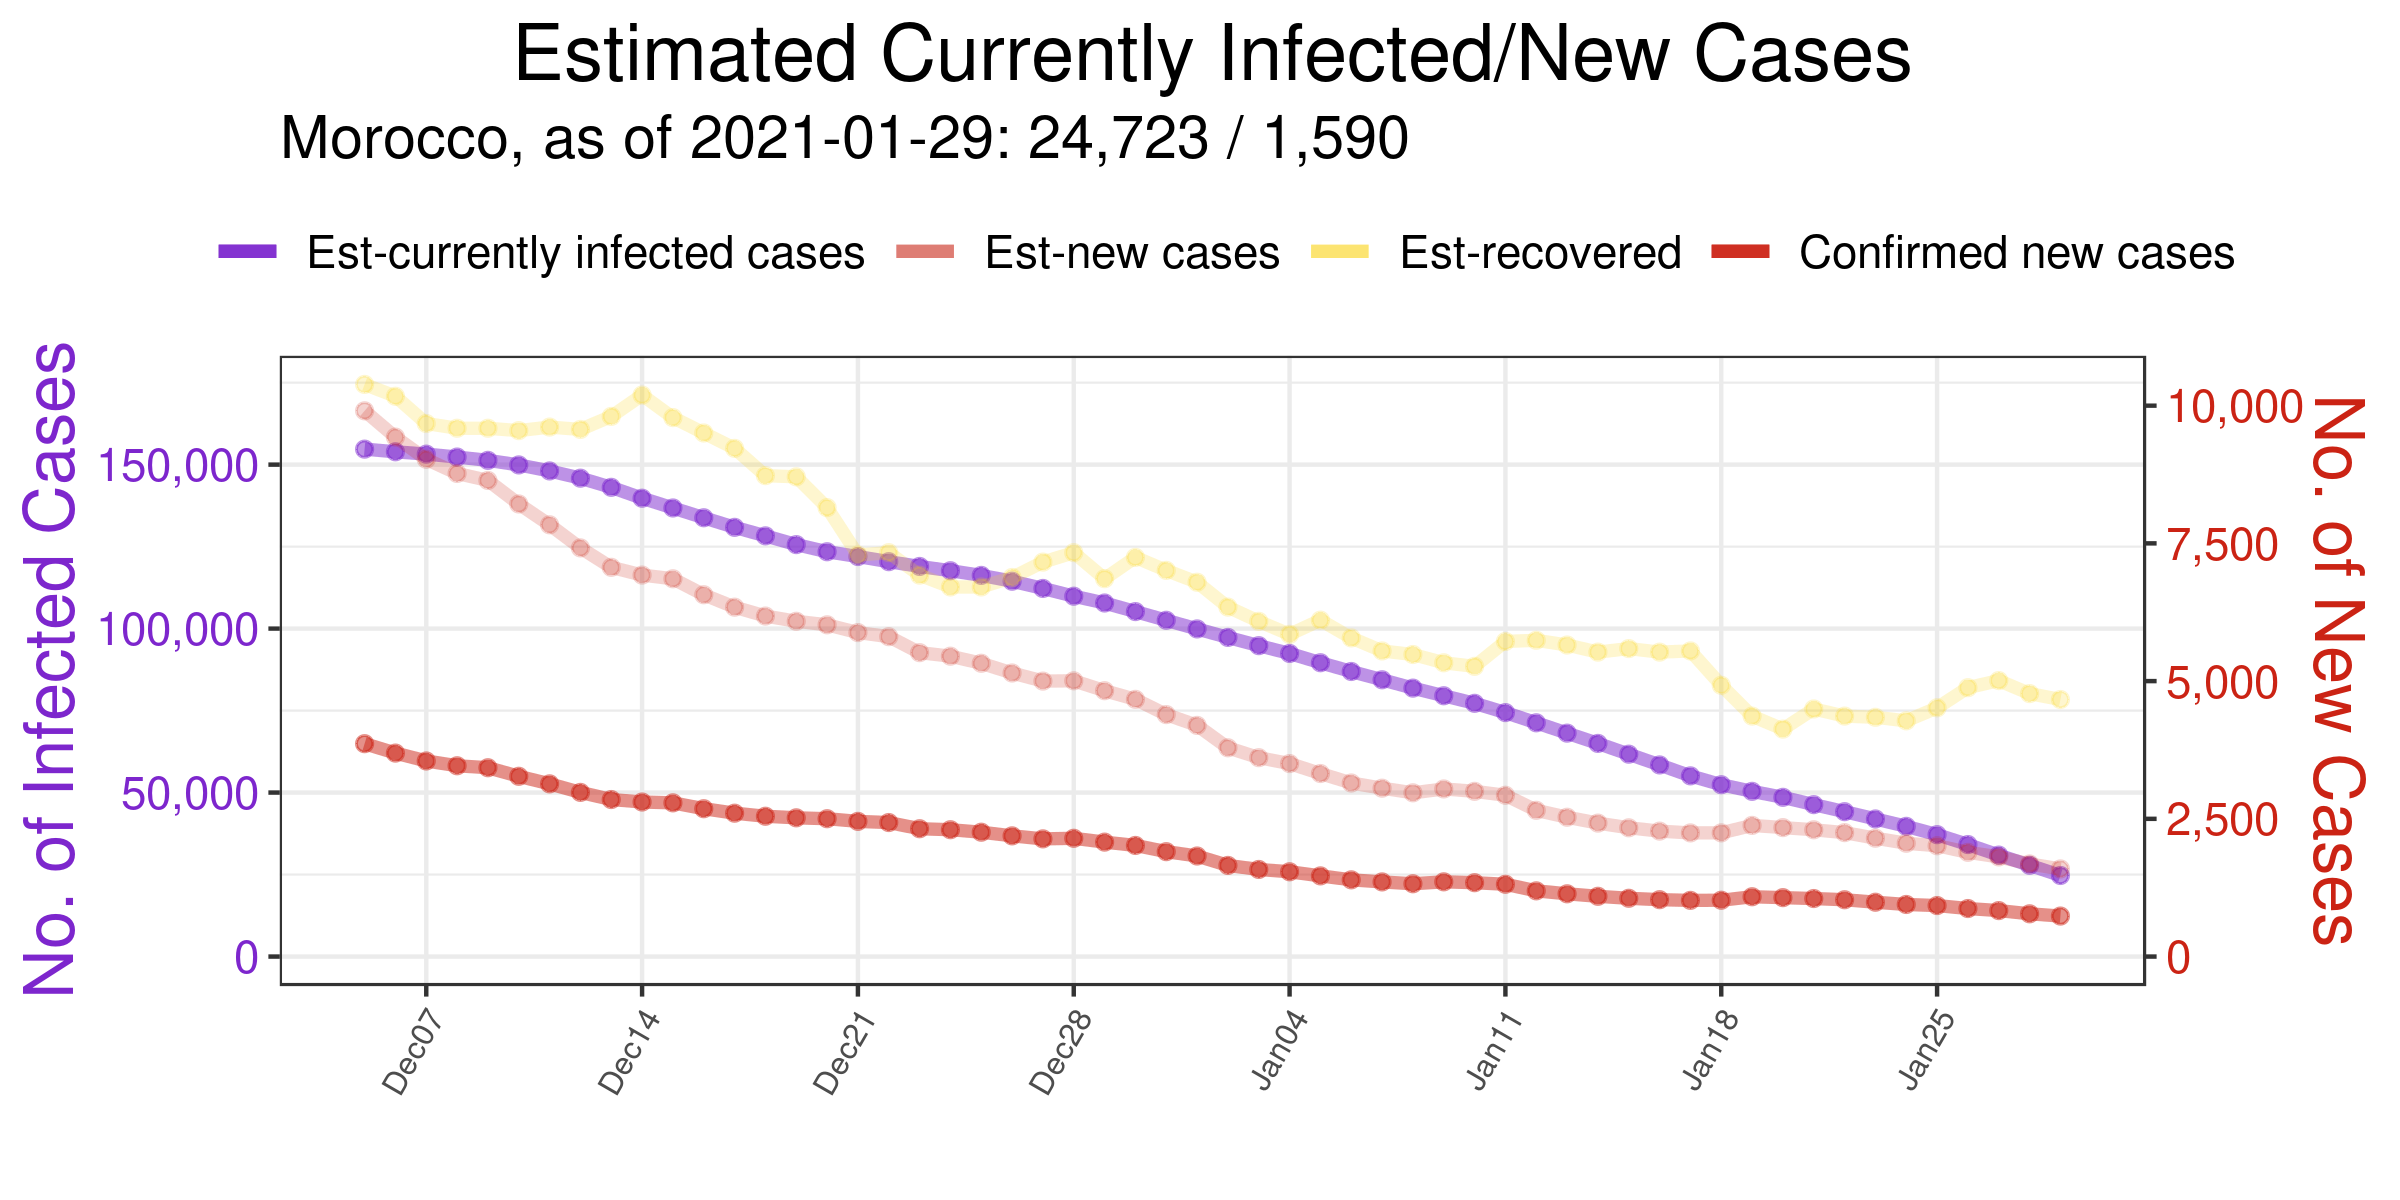 Estimated Currently Infected/New Cases
Morocco, as of 2021-01-29: 24,723 / 1,590
Est-currently infected cases Est-new cases Est-recovered Confirmed new cases
No. of Infected Cases
150,000
100,000
50,000
0
10,000
7,500
5,000
2,500
0
No. of New Cases
Dec07 Dec14 Dec21 Dec28 Jan04 Jan11 Jan18 Jan25